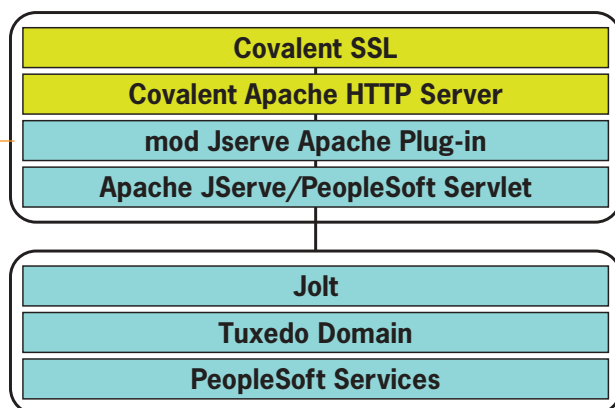 Covalent SSL
Covalent Apache HTTP Server
mod Jserve Apache Plug-in
Apache JServe/PeopleSoft Servlet
Jolt
Tuxedo Domain
PeopleSoft Services